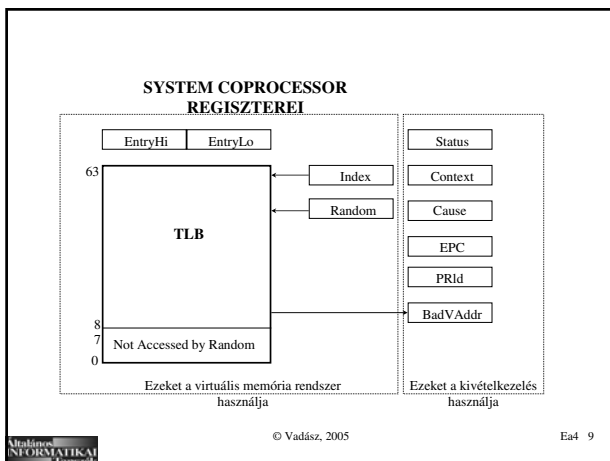 SYSTEM COPROCESSOR
REGISZTEREI
EntryHi EntryLo
Status
63
Index
Context
Random
Cause
TLB
EPC
PRId
BadVAddr
8
7
Not Accessed by Random
0
Ezeket a virtuális memória rendszer
használja
Ezeket a kivételkezelés
használja
© Vadász, 2005
Ea4 9
Általános
INFORMATIKAI